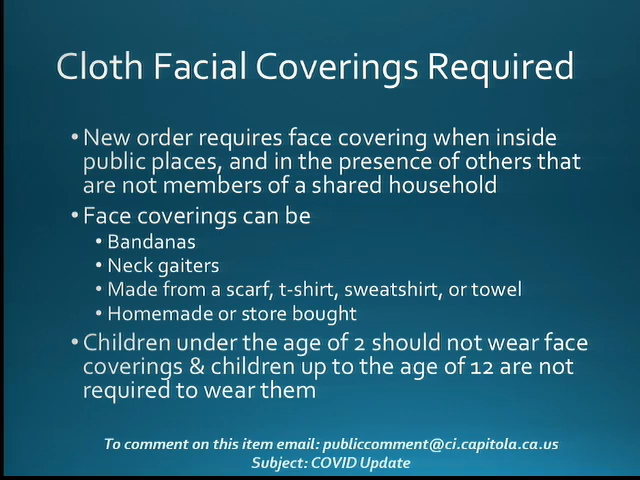 Cloth Facial Coverings Required
• New order requires face covering when inside
public places, and in the presence of others that
are not members of a shared household
• Face coverings can be
• Bandanas
• Neck gaiters
• Made from a scarf, t-shirt, sweatshirt, or towel
• Homemade or store bought
• Children under the age of 2 should not wear face
coverings & children up to the age of 12 are not
required to wear them
To comment on this item email: publiccomment@ci.capitola.ca.us
Subject: COVID Update